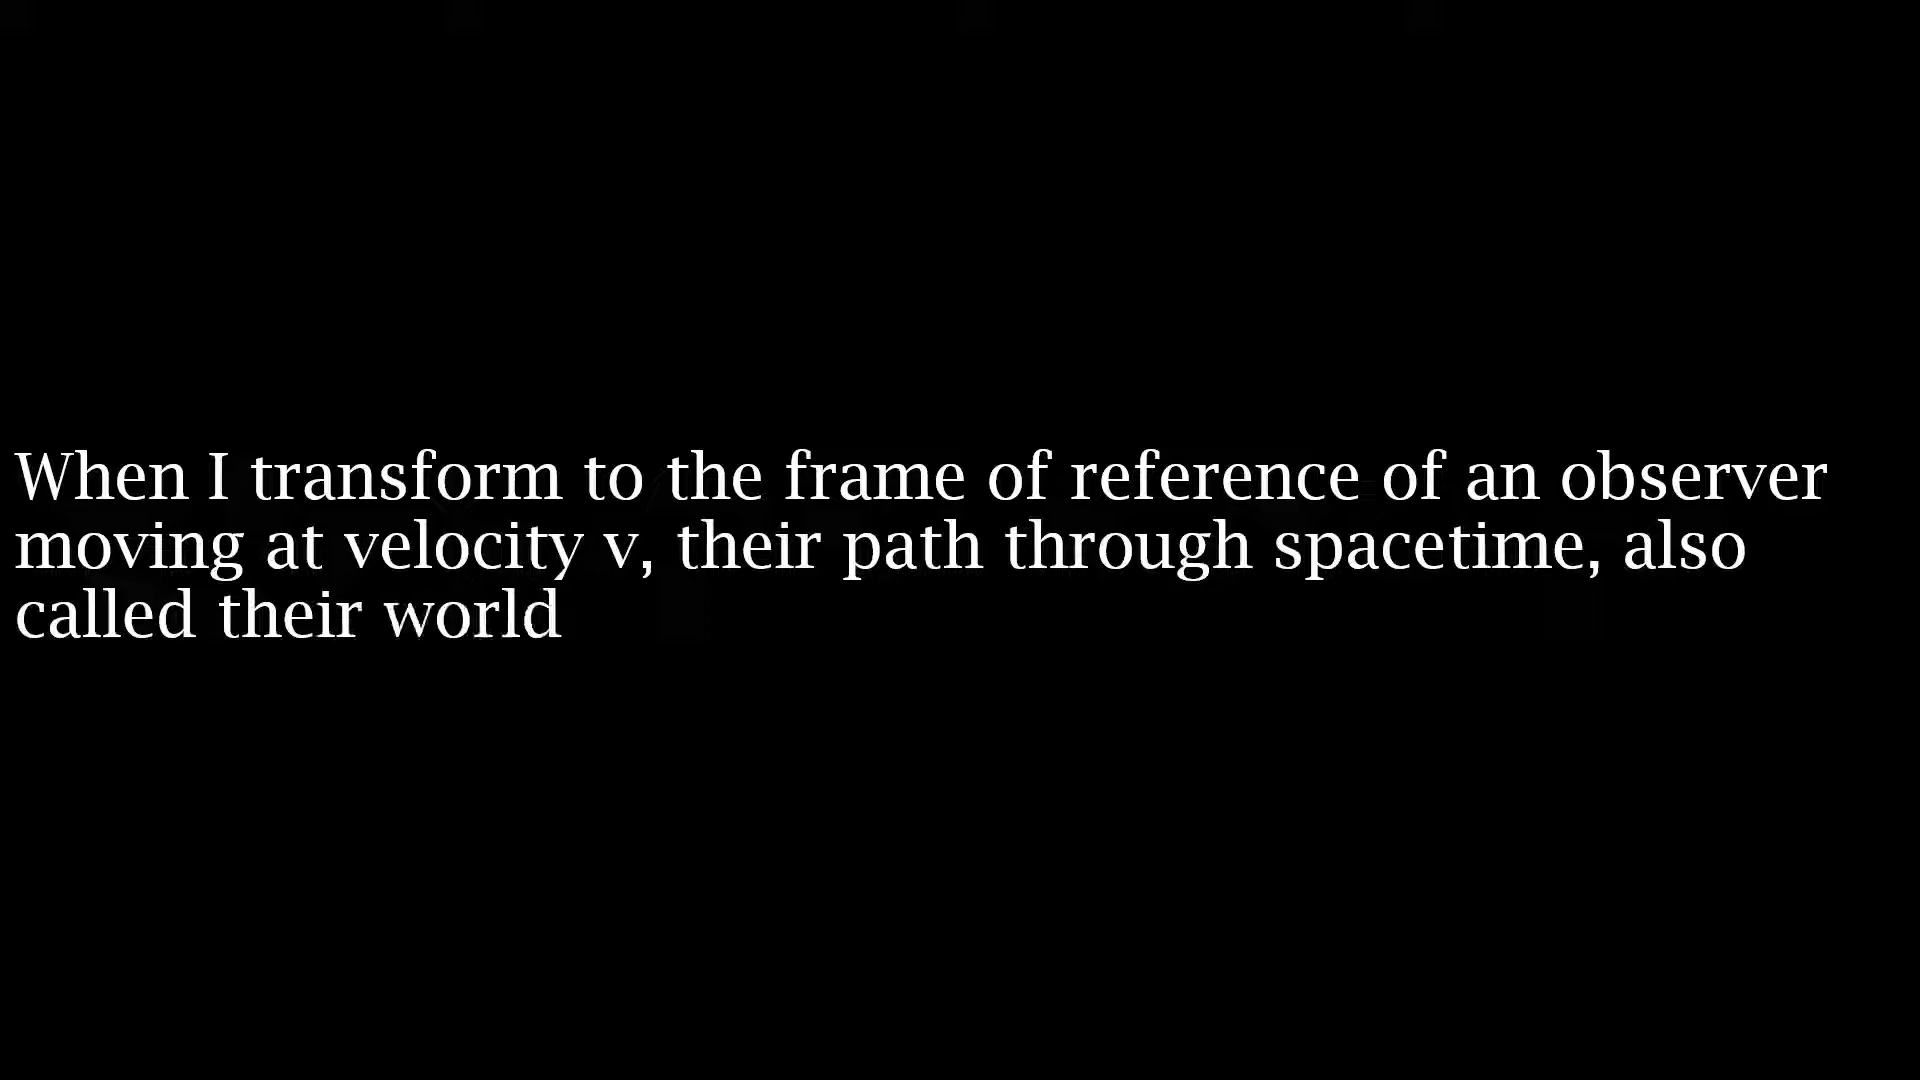 When I transform to the frame of reference of an observer
moving at velocity v, their path through spacetime, also
called their world